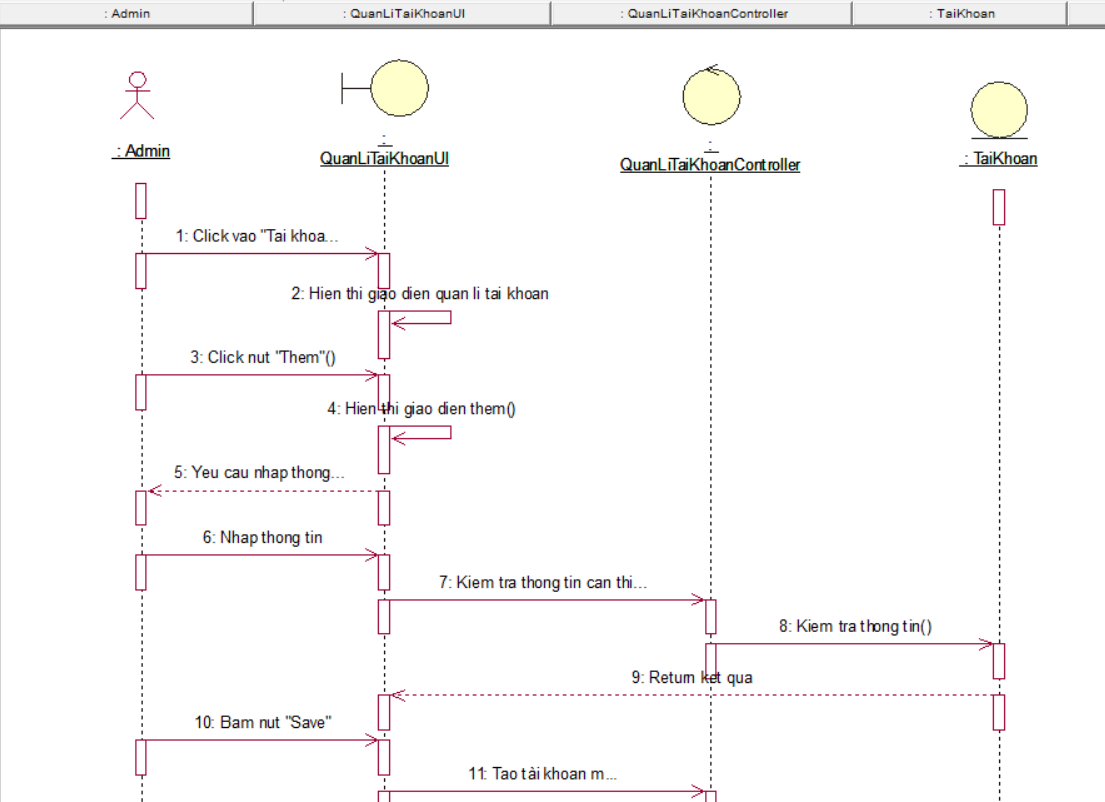 : Admin
: QuanLiTaiKhoanUI
: QuanLiTaiKhoanController
: TaiKhoan
: Admin
:
QuanLiTaiKhoanUI
:
QuanLiTaiKhoanController
: TaiKhoan
1: Click vao "Tai khoa...
2: Hien thi giao dien quan li tai khoan
3: Click nut "Them"()
4: Hien thi giao dien them()
5: Yeu cau nhap thong...
6: Nhap thong tin
7: Kiem tra thong tin can thi...
8: Kiem tra thong tin()
9: Return ket qua
10: Bam nut "Save"
11: Tao tài khoan m...